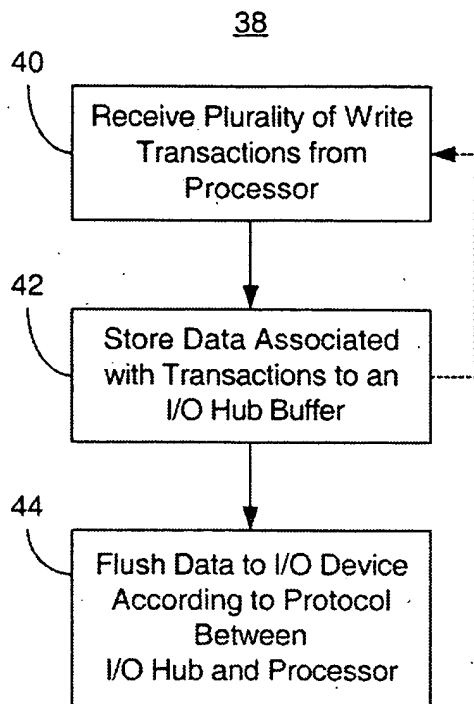 38
40
Receive Plurality of Write
Transactions from
Processor
42
Store Data Associated
with Transactions to an
I/O Hub Buffer
44
Flush Data to I/O Device
According to Protocol
Between
I/O Hub and Processor